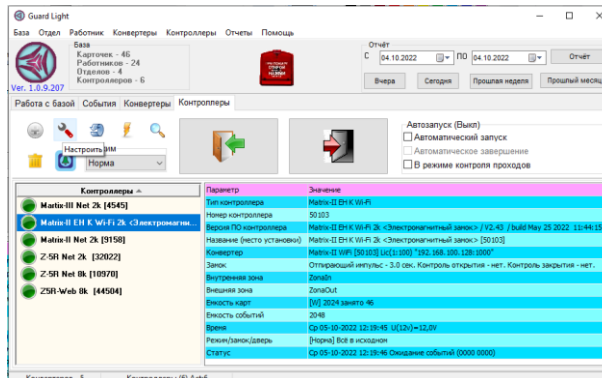 Guard Light
База Отдел Работник Конвертеры Контроллеры Отчеты Помощь
База
Карточек - 46
Работников - 24
Отделов - 4
Контроллеров - 6
Ver. 1.0.9.207
Отчёт
С 04.10.2022 ПО 04.10.2022 Отчёт
Вчера Сегодня Прошлая неделя Прошлый месяц
Работа с базой События Конвертеры Контроллеры
Настроить
Норма
Автозапуск (Выкл)
Автоматический запуск
Автоматическое завершение
В режиме контроля проходов
Контроллеры
Martix-III Net 2k [4545]
Matrix-II EH K Wi-Fi 2k <Электромагни...
Matrix-II Net 2k [9158]
Z-5R Net 2k [32022]
Z-5R Net 8k [10970]
Z5R-Web 8k [44504]
Параметр Значение
Тип контроллера Matrix-II EH K Wi-Fi
Номер контроллера 50103
Версия ПО контроллера Matrix-II EH K Wi-Fi 2k <Электромагнитный замок> / V2.43 /build May 25 2022 11:44:15
Название (место установки) Matrix-II EH K Wi-Fi 2k <Электромагнитный замок> [50103]
Конвертер Matrix-II WiFi [50103] Uc(1:100) "192.168.100.128:1000"
Замок Отпирающий импульс - 3.0 сек. Контроль открытия - нет. Контроль закрытия - нет.
Внутренняя зона ZonaIn
Внешняя зона ZonaOut
Емкость карт [W] 2024 занято 46
Емкость событий 2048
Время Ср 05-10-2022 12:19:45 U(12v)=12,0V
Режим/замок/дверь [Норма] Всё в исходном
Статус Ср 05-10-2022 12:19:46 Ожидание событий (0000 0000)